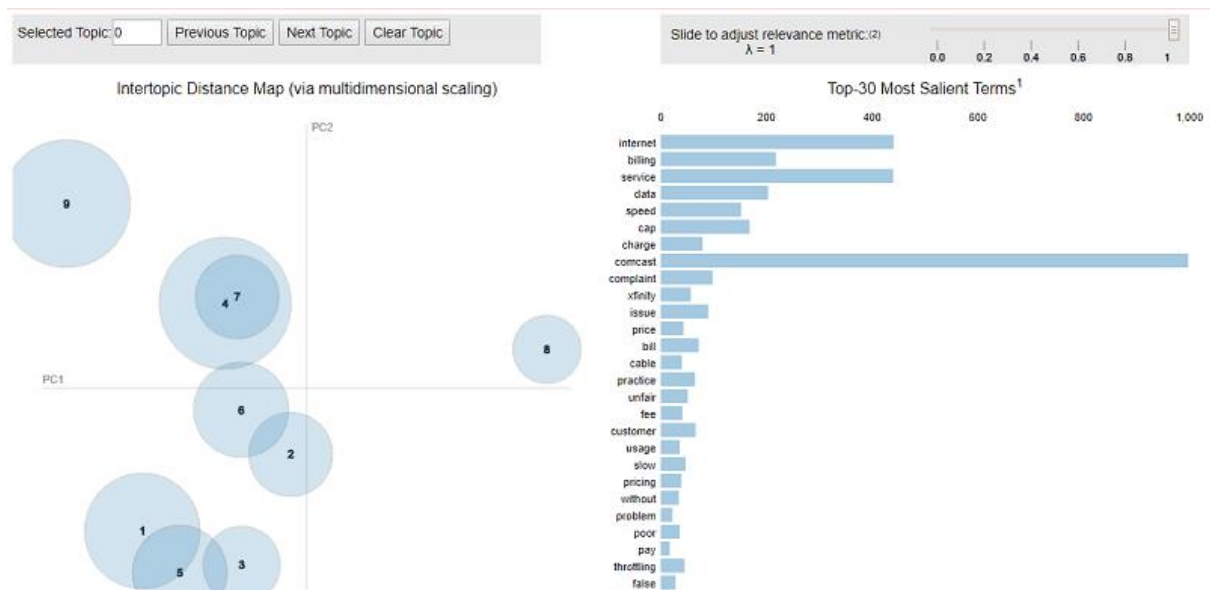 Selected Topic: 0 Previous Topic Next Topic Clear Topic
Slide to adjust relevance metric:(2)
λ = 1
0.0 0.2 0.4 0.6 0.8 1
Intertopic Distance Map (via multidimensional scaling)
PC2
PC1
9
4 7
8
6
2
1
5
3
Top-30 Most Salient Terms1
0 200 400 600 800 1,000
internet
billing
service
data
speed
cap
charge
comcast
complaint
xfinity
issue
price
bill
cable
practice
unfair
fee
customer
usage
slow
pricing
without
problem
poor
pay
throttling
false